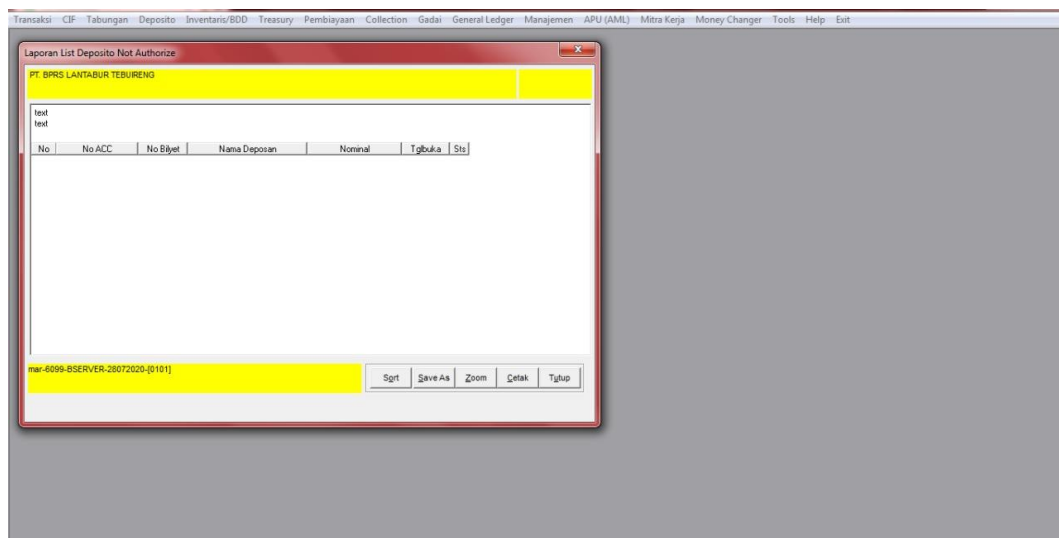 Transaksi CIF Tabungan Deposito Inventaris/BDD Treasury Pembiayaan Collection Gadai General Ledger Manajemen APU (AML) Mitra Kerja Money Changer Tools Help Exit
Laporan List Deposito Not Authorize
PT. BPRS LANTABUR TEBUIRENG
text
text
No No ACC No Bilyet Nama Deposan Nominal Tglbuka Sts
mar-6099-BSERVER-28072020-[0101]
Sort Save As Zoom Cetak Tutup